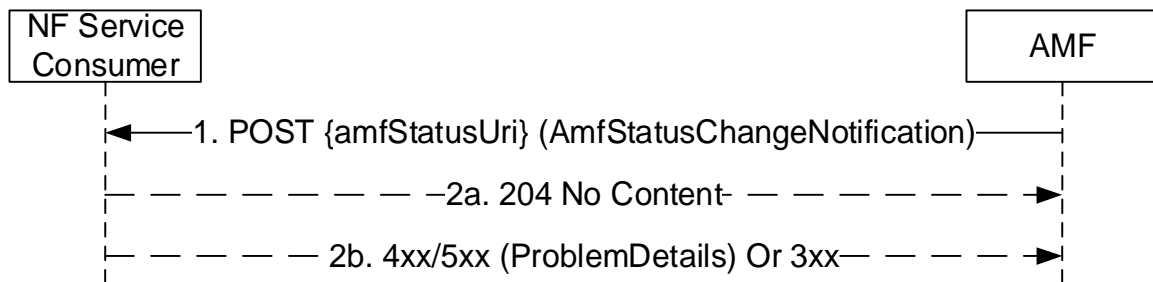 NF Service
Consumer
AMF
1. POST {amfStatusUri} (AmfStatusChangeNotification)
2a. 204 No Content
2b. 4xx/5xx (ProblemDetails) Or 3xx